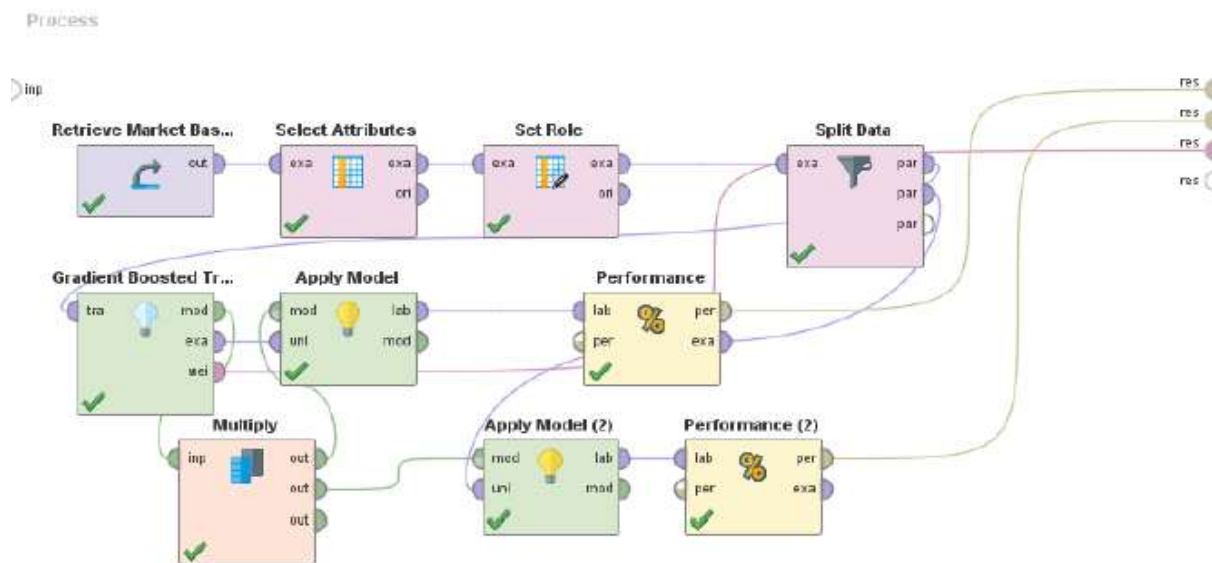 Process
inp
res
res
res
res
Retrieve Market Bas...
out
Select Attributes
exa
exa
ori
Set Role
exa
exa
ori
Split Data
exa
par
par
par
Gradient Boosted Tr...
tra
mod
exa
wei
Apply Model
mod
lab
unl
mod
Performance
lab
per
per
exa
Multiply
inp
out
out
out
Apply Model (2)
mod
lab
unl
mod
Performance (2)
lab
per
per
exa